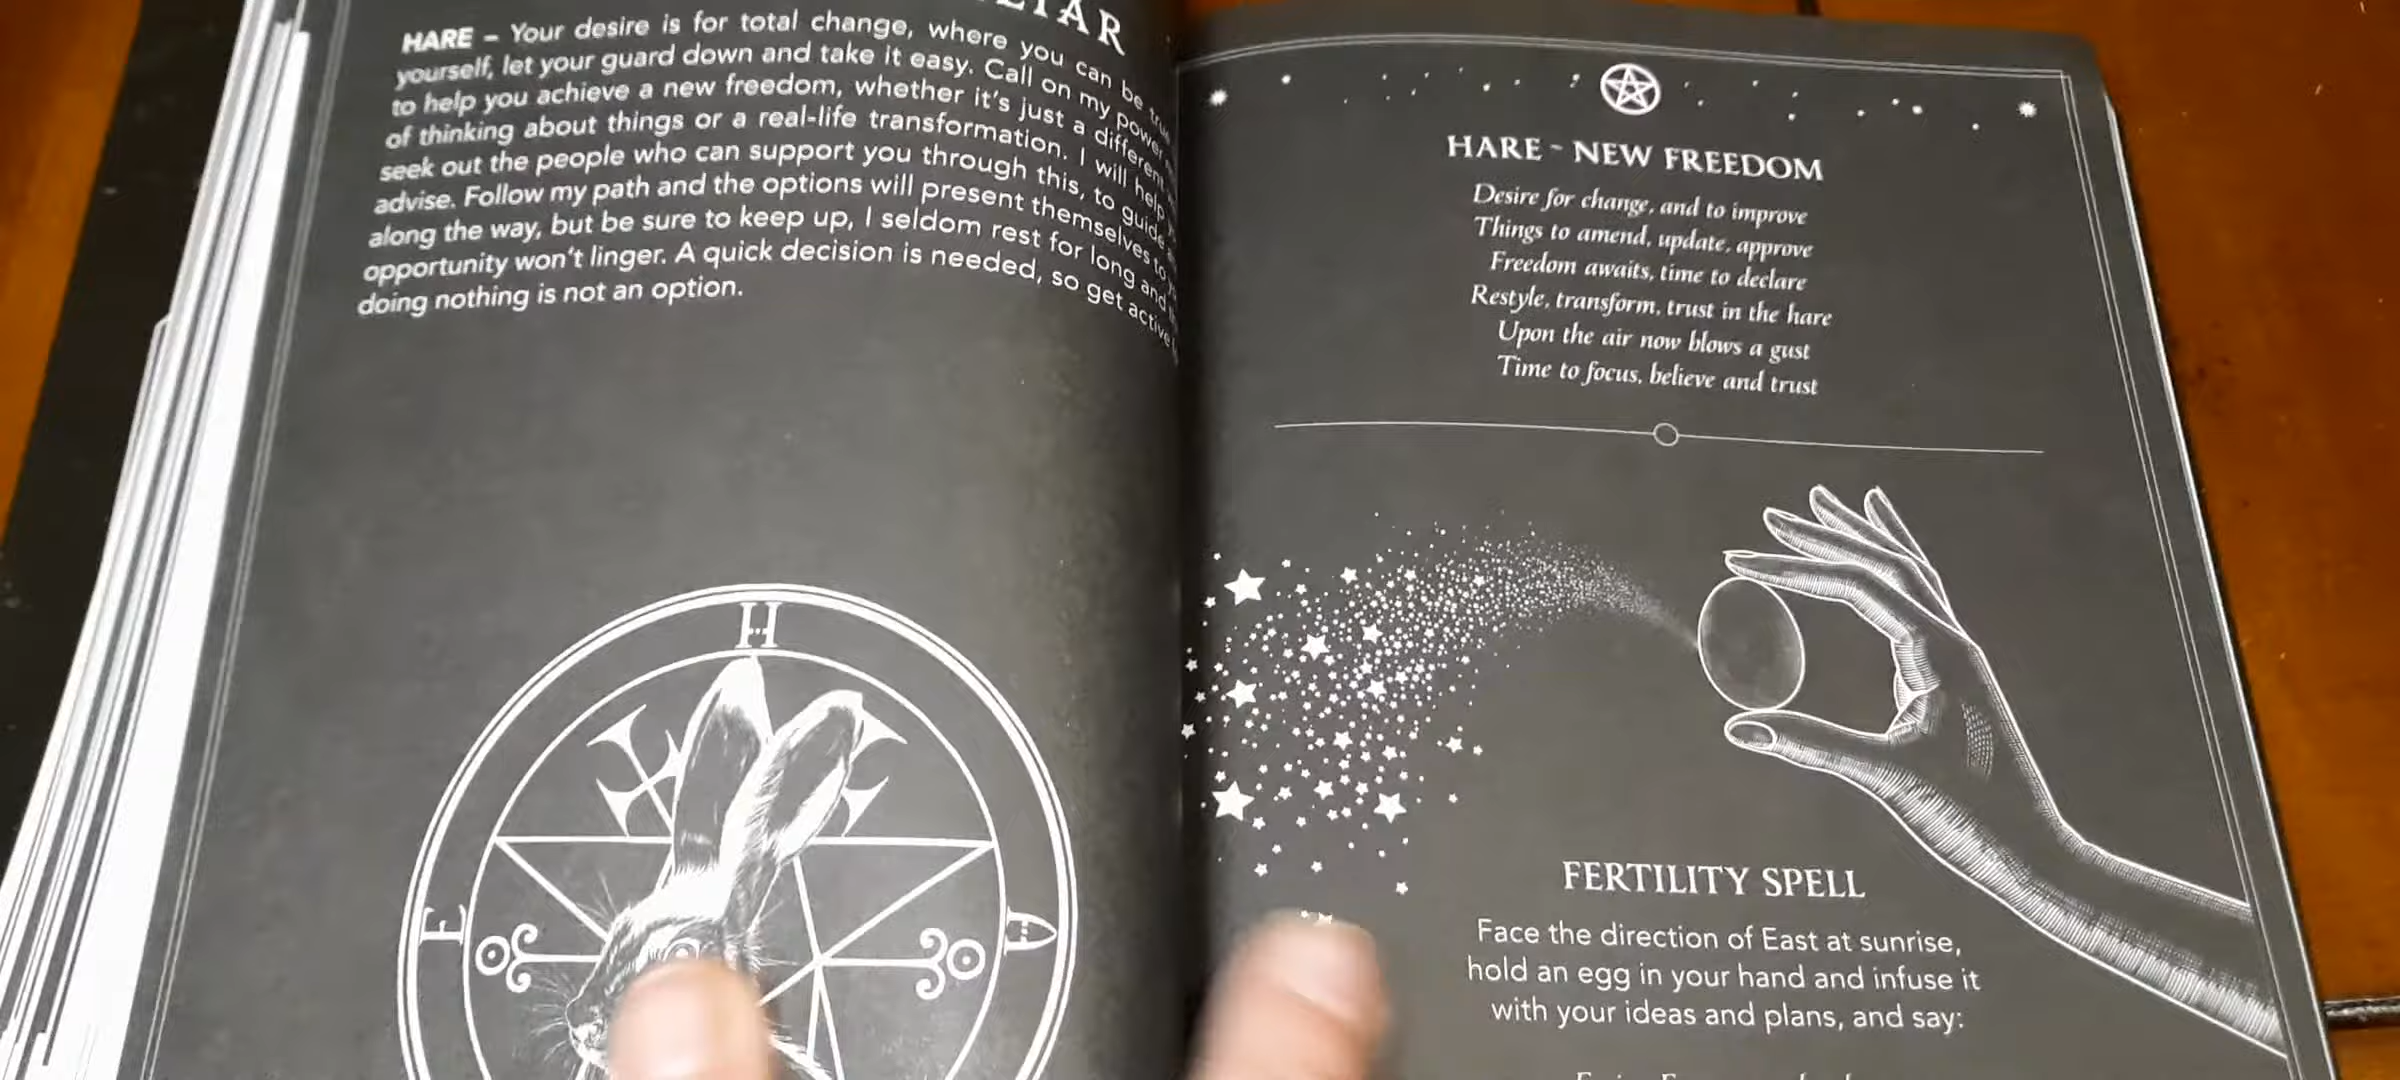 HARE – Your desire is for total change, where you can be
yourself, let your guard down and take it easy. Call on my
to help you achieve a new freedom, whether it's just a different
of thinking about things or a real-life transformation. I will help
seek out the people who can support you through this, to guide
advise. Follow my path and the options will present themselves to
along the way, but be sure to keep up, I seldom rest for long and
opportunity won't linger. A quick decision is needed, so get active
doing nothing is not an option.
H
E
A
HARE ~ NEW FREEDOM
Desire for change, and to improve
Things to amend, update, approve
Freedom awaits, time to declare
Restyle, transform, trust in the hare
Upon the air now blows a gust
Time to focus, believe and trust
FERTILITY SPELL
Face the direction of East at sunrise,
hold an egg in your hand and infuse it
with your ideas and plans, and say: